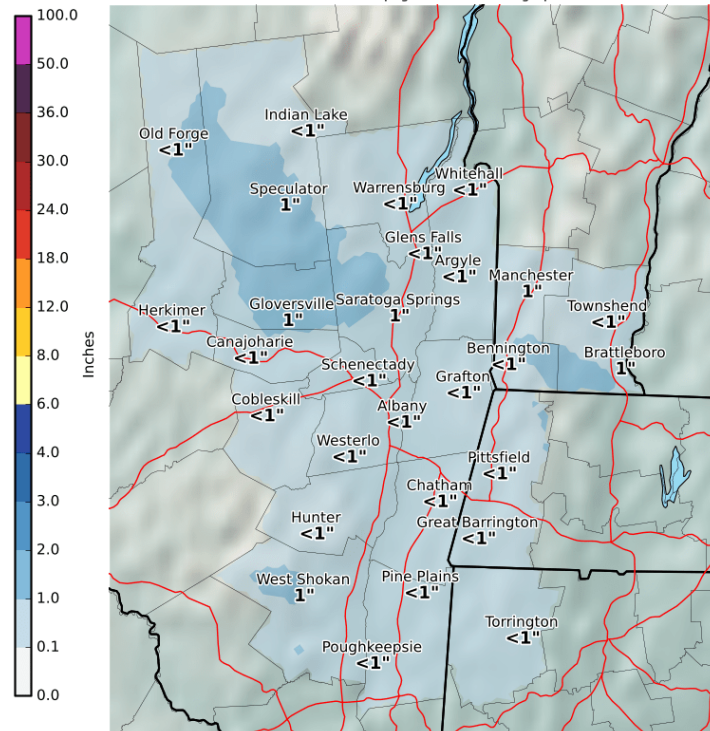 100.0
50.0
36.0
30.0
24.0
18.0
12.0
8.0
6.0
4.0
3.0
2.0
1.0
0.1
0.0
Inches
Indian Lake
<1"
Old Forge
<1"
Whitehall
<1"
Speculator
1"
Warrensburg
<1"
Glens Falls
<1"
Argyle
<1"
Manchester
1"
Herkimer
<1"
Gloversville
1"
Saratoga Springs
1"
Townshend
<1"
Canajoharie
<1"
Bennington
<1"
Brattleboro
1"
Schenectady
<1"
Grafton
<1"
Cobleskill
<1"
Albany
<1"
Westerlo
<1"
Pittsfield
<1"
Chatham
<1"
Hunter
<1"
Great Barrington
<1"
West Shokan
1"
Pine Plains
<1"
Torrington
<1"
Poughkeepsie
<1"